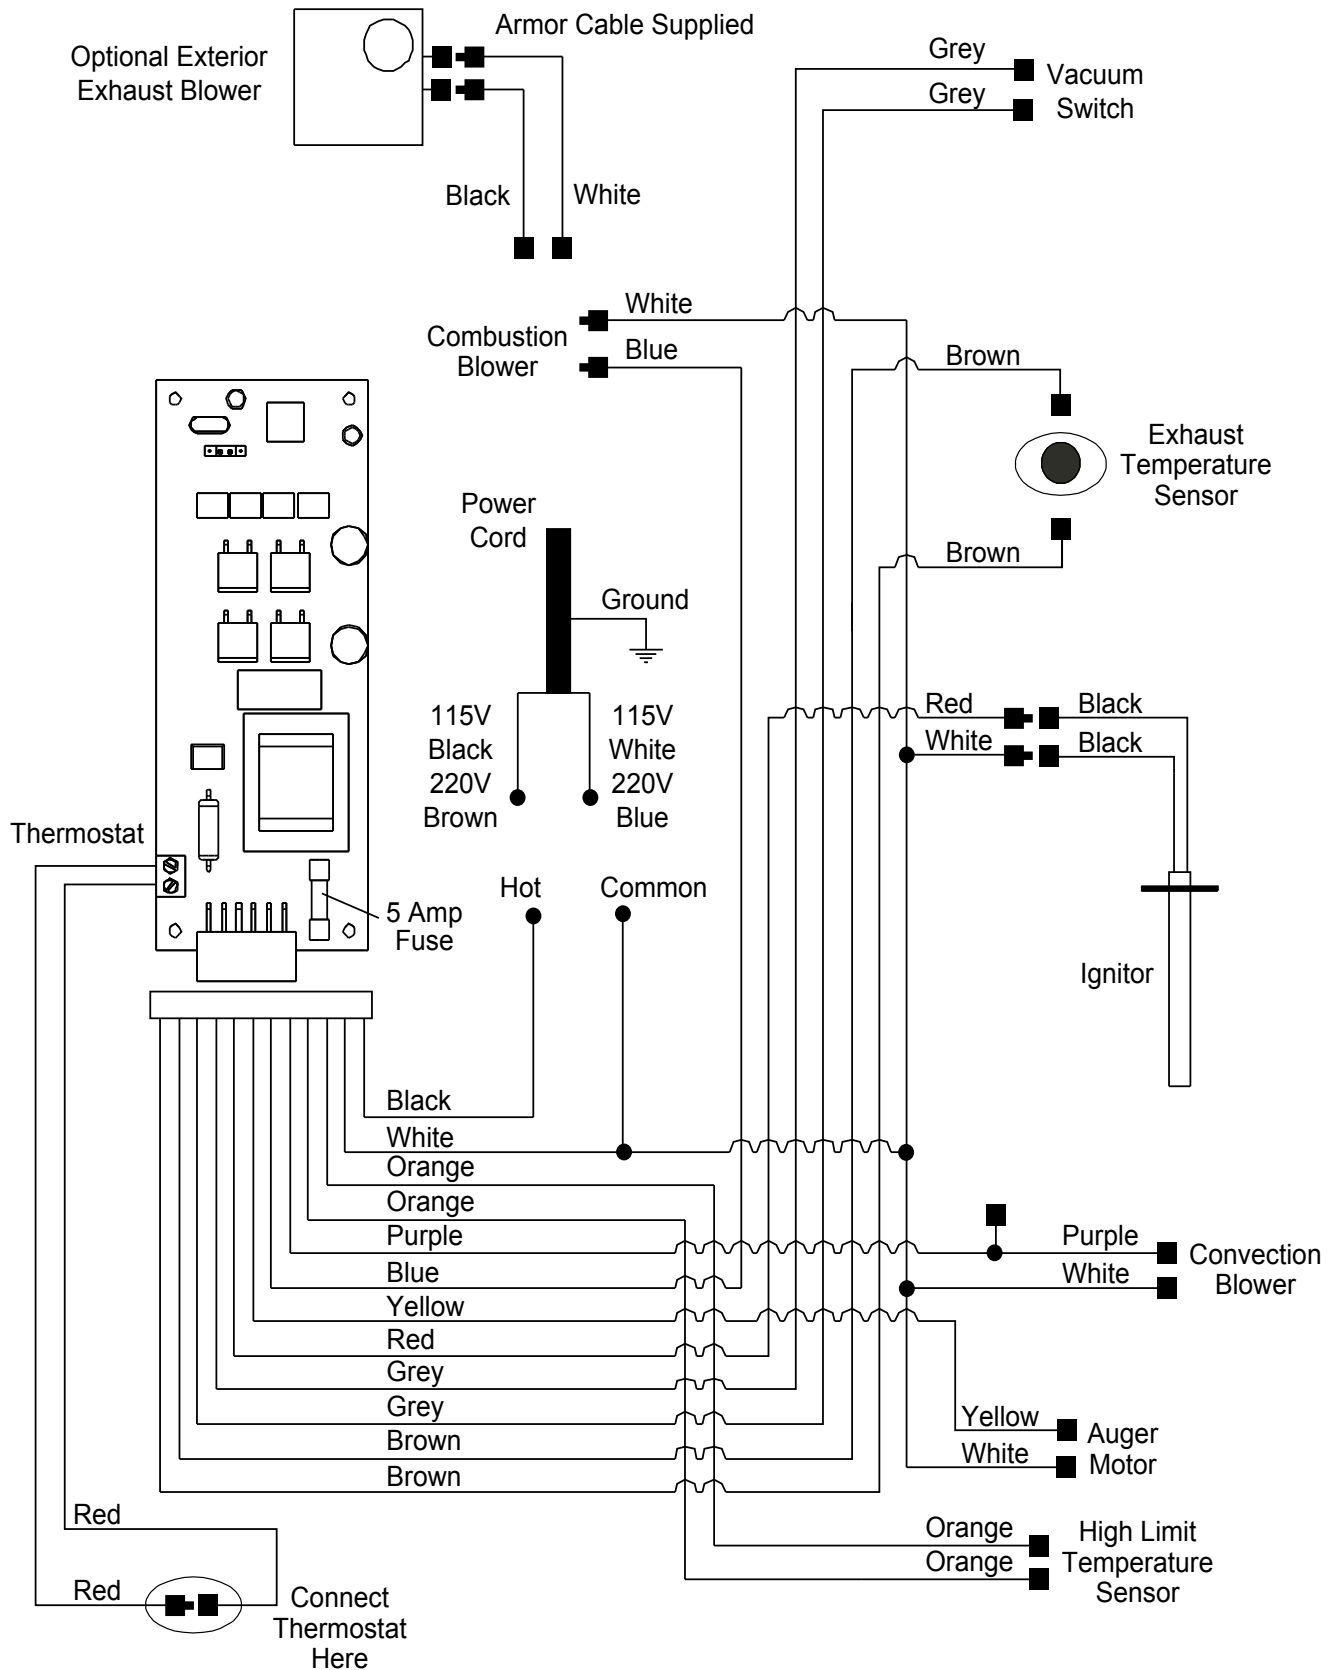 Armor Cable Supplied
Optional Exterior
Exhaust Blower
Grey
Vacuum
Grey
Switch
Black
White
White
Combustion
Blower
Blue
Brown
Exhaust
Temperature
Sensor
Brown
Power
Cord
Ground
115V
Black
220V
Brown
115V
White
220V
Blue
Red
Black
White
Black
Thermostat
Hot
Common
5 Amp
Fuse
Ignitor
Black
White
Orange
Orange
Purple
Purple
Convection
Blower
Blue
White
Yellow
Red
Grey
Grey
Yellow
Auger
Motor
White
Brown
Brown
Red
Orange
Orange
High Limit
Temperature
Sensor
Red
Connect
Thermostat
Here